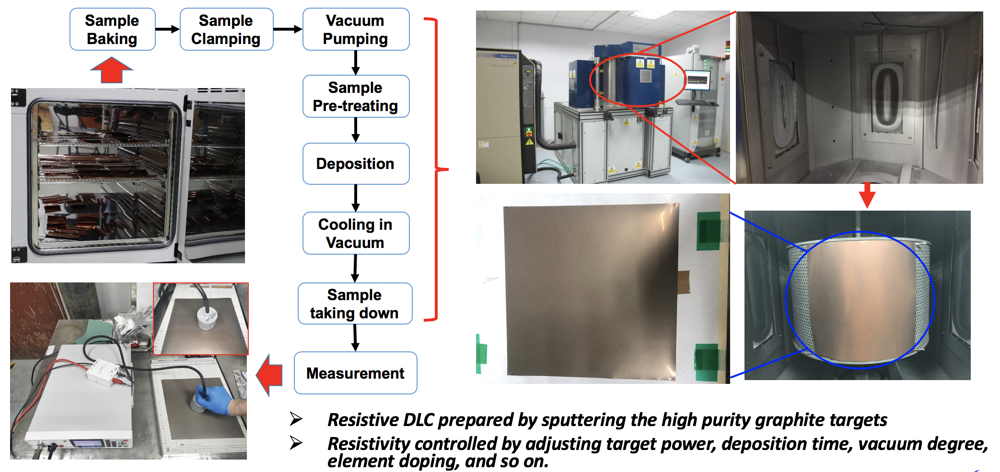 Sample
Baking
Sample
Clamping
Vacuum
Pumping
Sample
Pre-treating
Deposition
Cooling in
Vacuum
Sample
taking down
Measurement
Resistive DLC prepared by sputtering the high purity graphite targets
Resistivity controlled by adjusting target power, deposition time, vacuum degree,
element doping, and so on.